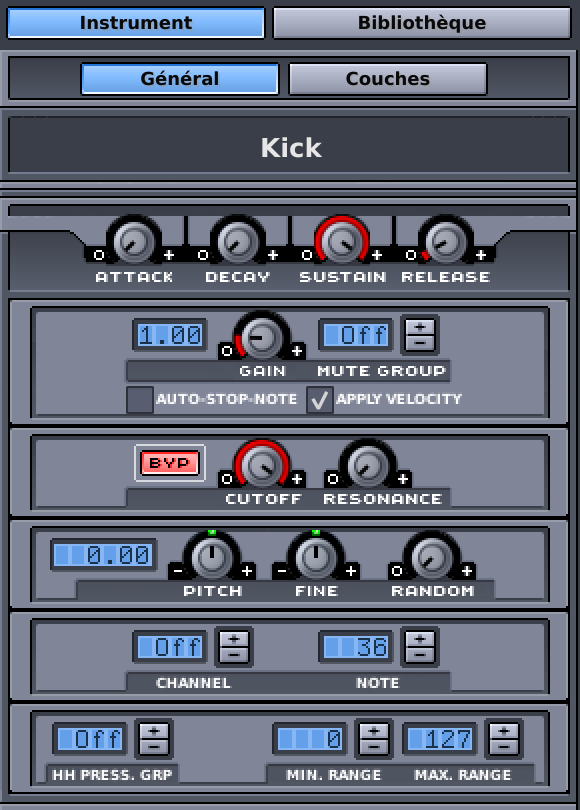 Instrument Bibliothèque
Général Couches
Kick
ATTACK DECAY SUSTAIN RELEASE
1.00 Off
GAIN MUTE GROUP
AUTO-STOP-NOTE APPLY VELOCITY
BYP
CUTOFF RESONANCE
0.00
PITCH FINE RANDOM
Off 36
CHANNEL NOTE
Off 0 127
HH PRESS. GRP MIN. RANGE MAX. RANGE